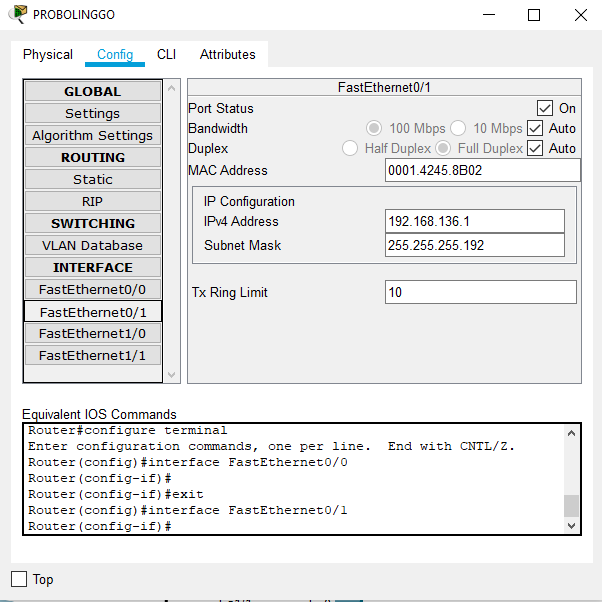 PROBOLINGGO
Physical Config CLI Attributes
GLOBAL
Settings
Algorithm Settings
ROUTING
Static
RIP
SWITCHING
VLAN Database
INTERFACE
FastEthernet0/0
FastEthernet0/1
FastEthernet1/0
FastEthernet1/1
FastEthernet0/1
Port Status On
Bandwidth 100 Mbps 10 Mbps Auto
Duplex Half Duplex Full Duplex Auto
MAC Address 0001.4245.8B02
IP Configuration
IPv4 Address 192.168.136.1
Subnet Mask 255.255.255.192
Tx Ring Limit 10
Equivalent IOS Commands
Router#configure terminal
Enter configuration commands, one per line. End with CNTL/Z.
Router(config)#interface FastEthernet0/0
Router(config-if)#
Router(config-if)#exit
Router(config)#interface FastEthernet0/1
Router(config-if)#
Top